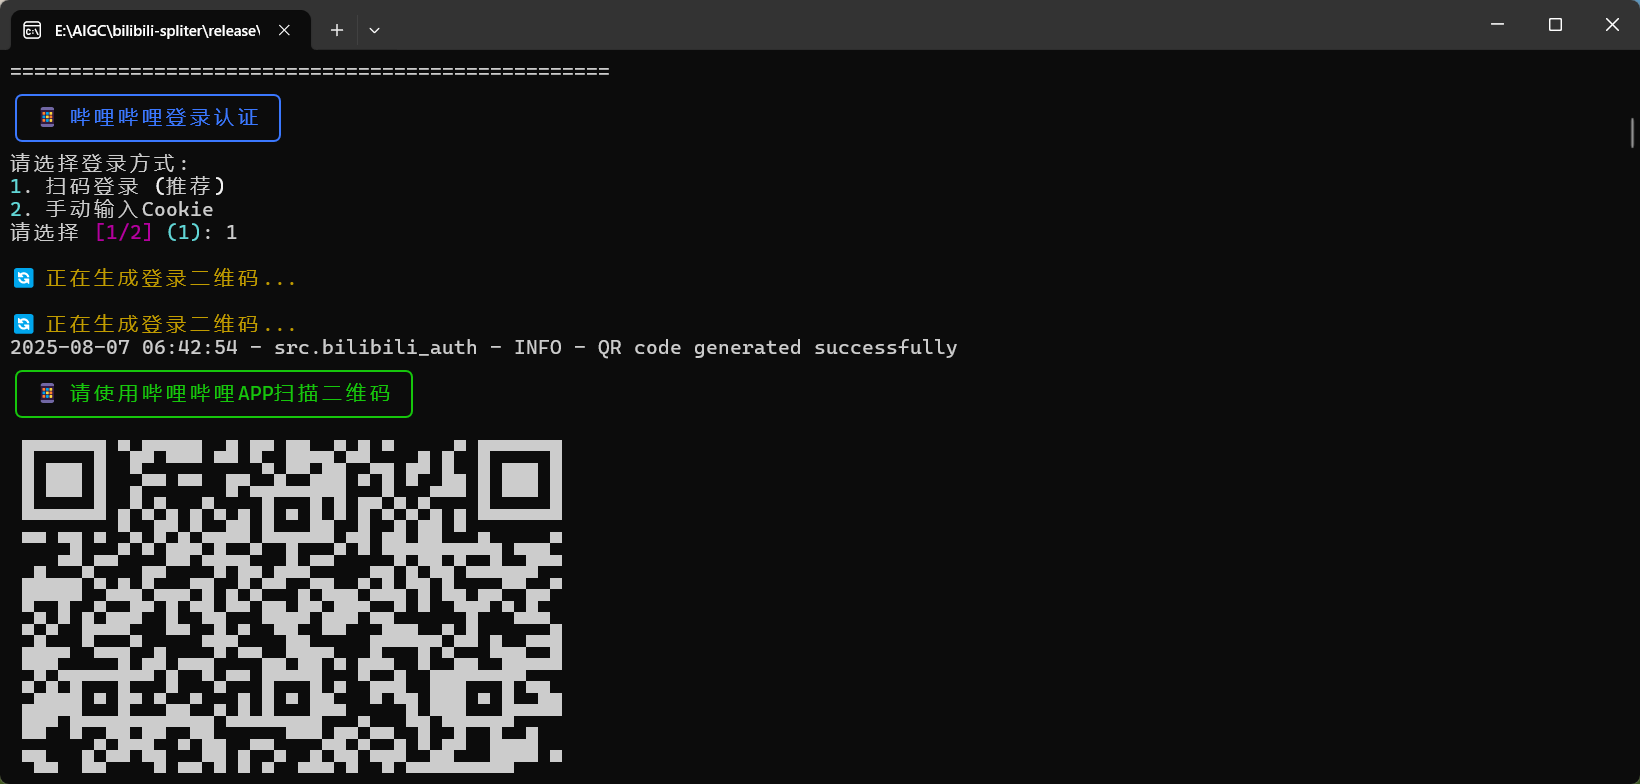 E:\AIGC\bilibili-spliter\release\
==================================================
哔哩哔哩登录认证
请选择登录方式:
1. 扫码登录 (推荐)
2. 手动输入Cookie
请选择 [1/2] (1): 1
正在生成登录二维码...
正在生成登录二维码...
2025-08-07 06:42:54 - src.bilibili_auth - INFO - QR code generated successfully
请使用哔哩哔哩APP扫描二维码